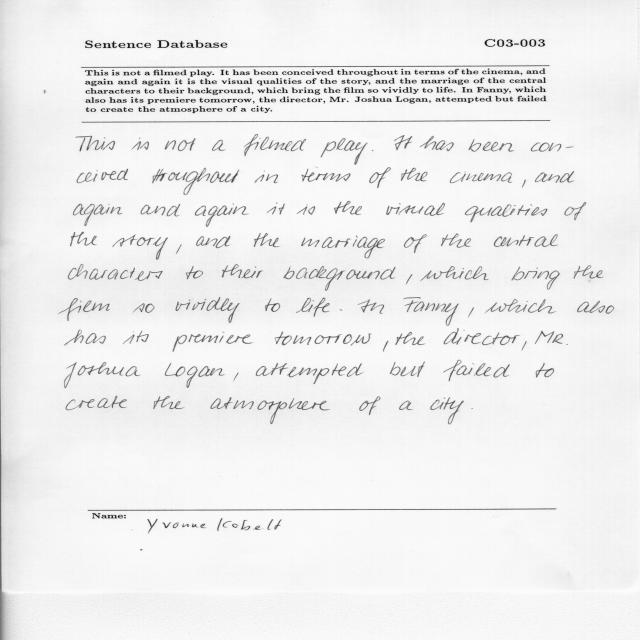 Sentence Database C03-003
This is not a filmed play. It has been conceived throughout in terms of the cinema, and
again and again it is the visual qualities of the story, and the marriage of the central
characters to their background, which bring the film so vividly to life. In Fanny, which
also has its premiere tomorrow, the director, Mr. Joshua Logan, attempted but failed
to create the atmosphere of a city.
This is not a filmed play. It has been con-
ceived throughout in terms of the cinema, and
again and again it is the visual qualities of
the story, and the marriage of the central
characters to their background, which bring the
film so vividly to life. In Fanny, which also
has its premiere tomorrow, the director, Mr.
Joshua Logan, attempted but failed to
create the atmosphere of a city.
Name: Yvonne Kobelt